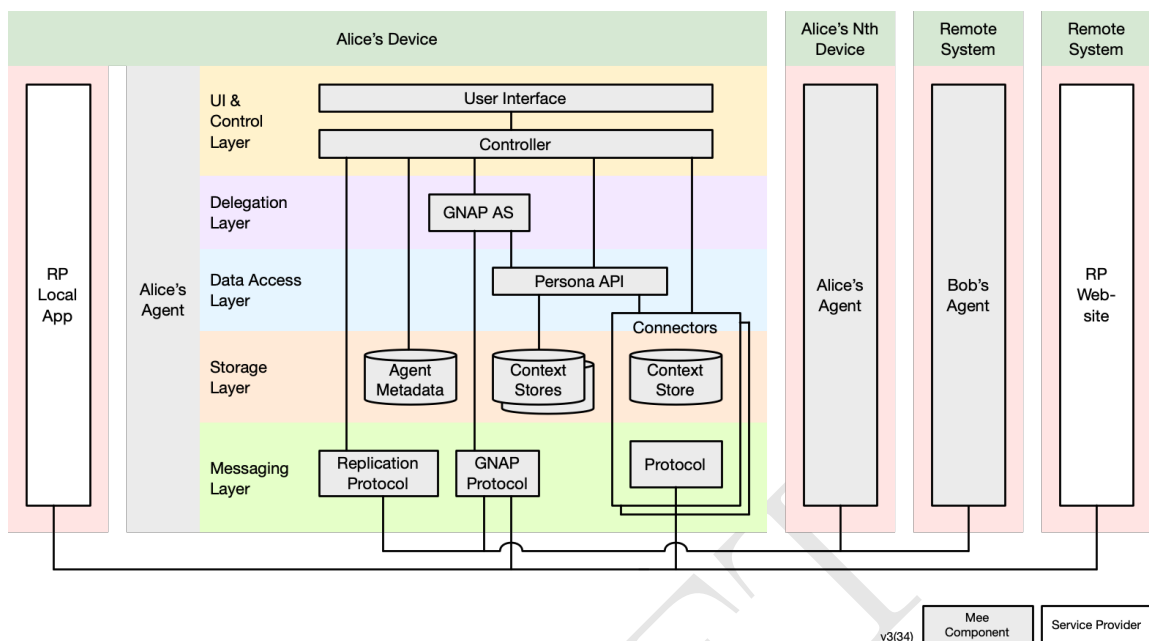 Alice's Device
Alice's Nth
Device
Remote
System
Remote
System
UI &
Control
Layer
User Interface
Controller
Delegation
Layer
GNAP AS
RP
Local
App
Alice's
Agent
Data Access
Layer
Persona API
Connectors
Alice's
Agent
Bob's
Agent
RP
Web-
site
Storage
Layer
Agent
Metadata
Context
Stores
Context
Store
Messaging
Layer
Replication
Protocol
GNAP
Protocol
Protocol
v3(34)
Mee
Component
Service Provider